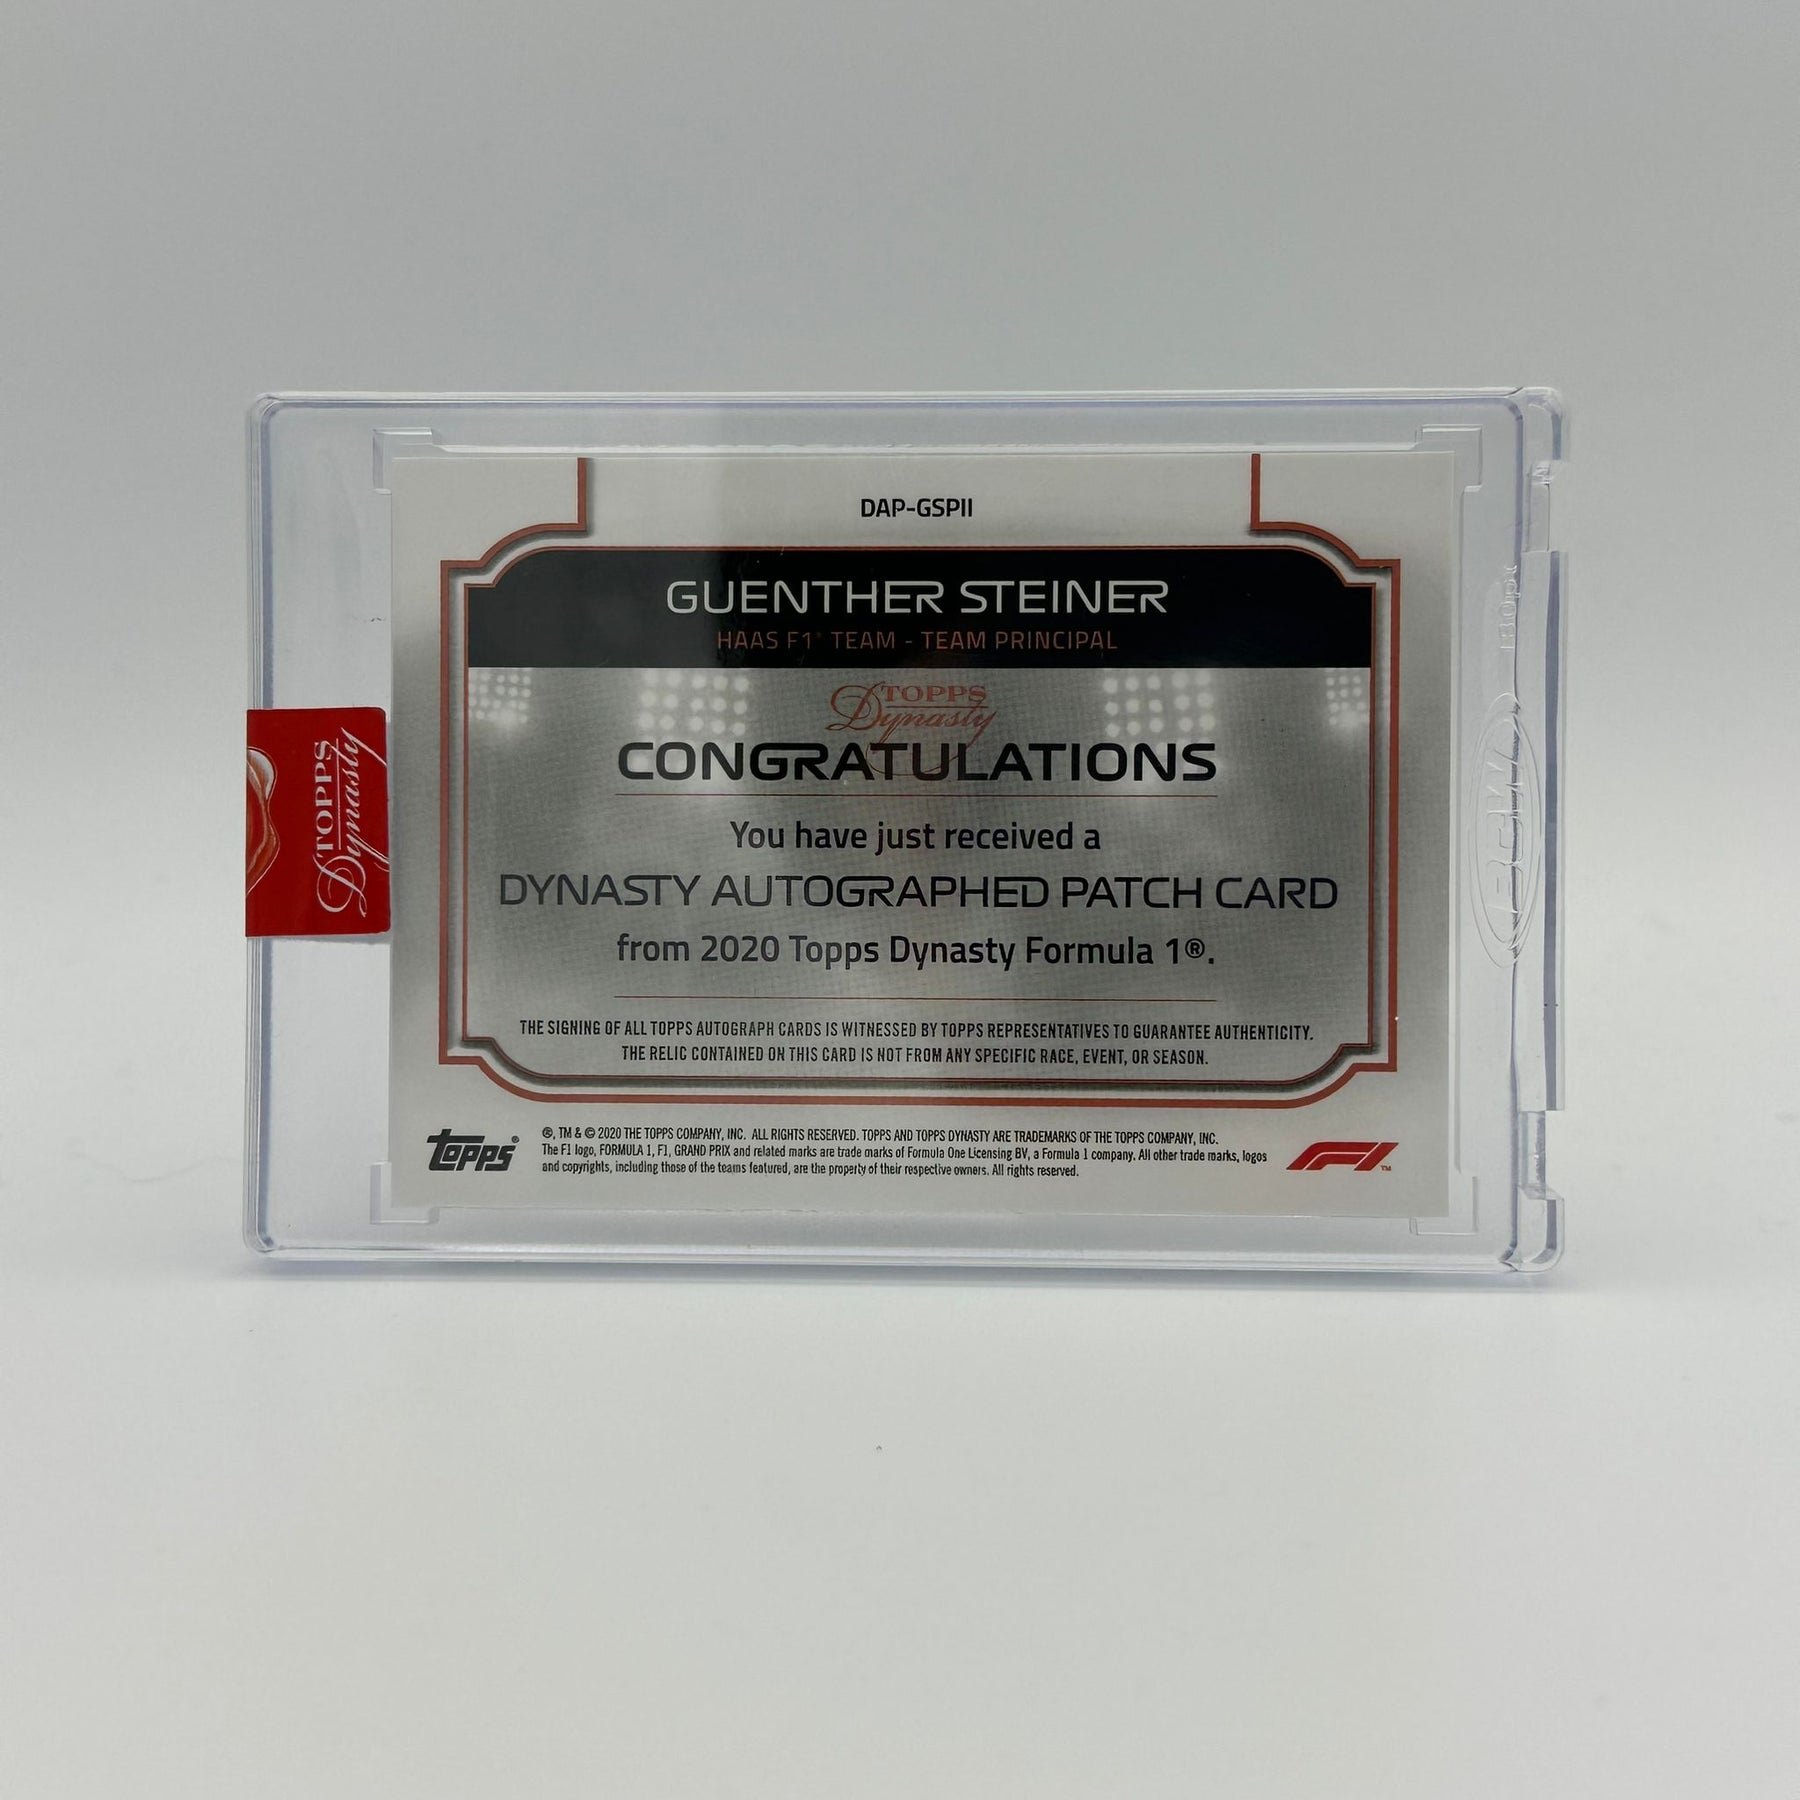 DAP-GSPII
GUENTHER STEINER
HAAS F1® TEAM - TEAM PRINCIPAL
TOPPS
Dynasty
CONGRATULATIONS
You have just received a
DYNASTY AUTOGRAPHED PATCH CARD
from 2020 Topps Dynasty Formula 1®.
THE SIGNING OF ALL TOPPS AUTOGRAPH CARDS IS WITNESSED BY TOPPS REPRESENTATIVES TO GUARANTEE AUTHENTICITY.
THE RELIC CONTAINED ON THIS CARD IS NOT FROM ANY SPECIFIC RACE, EVENT, OR SEASON.
topps®
®, TM & © 2020 THE TOPPS COMPANY, INC. ALL RIGHTS RESERVED. TOPPS AND TOPPS DYNASTY ARE TRADEMARKS OF THE TOPPS COMPANY, INC.
The F1 logo, FORMULA 1, F1, GRAND PRIX and related marks are trade marks of Formula One Licensing BV, a Formula 1 company. All other trade marks, logos
and copyrights, including those of the teams featured, are the property of their respective owners. All rights reserved.
F1™
TOPPS
Dynasty